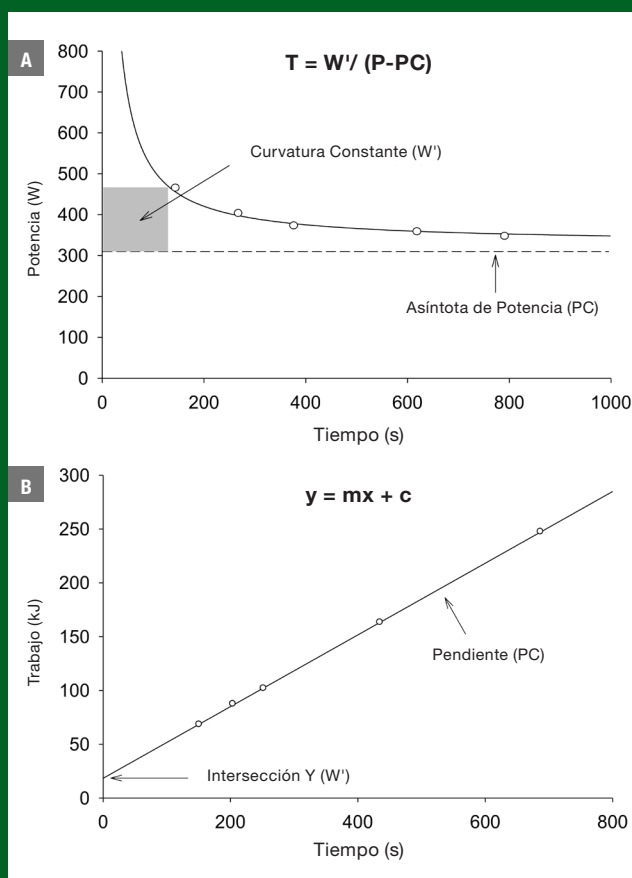 A
T = W'/ (P-PC)
800
700
600
500
400
300
200
100
0
Potencia (W)
Curvatura Constante (W')
Asíntota de Potencia (PC)
0 200 400 600 800 1000
Tiempo (s)
B
y = mx + c
300
250
200
150
100
50
0
Trabajo (kJ)
Pendiente (PC)
Intersección Y (W')
0 200 400 600 800
Tiempo (s)